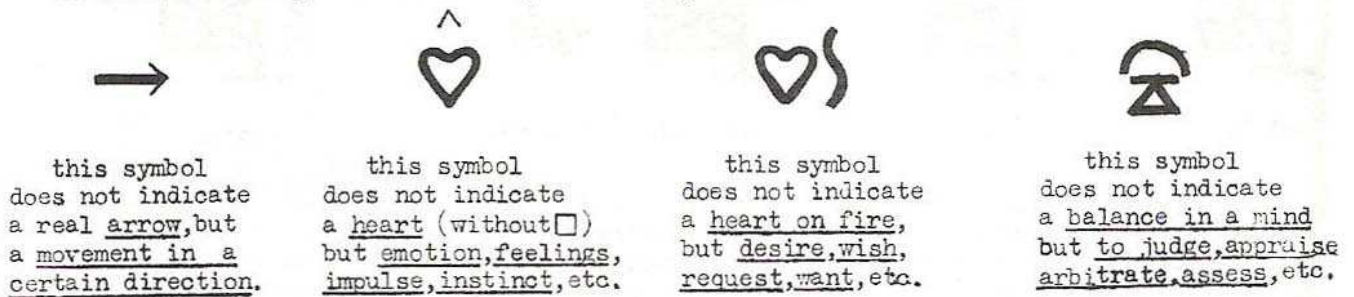 this symbol
does not indicate
a real arrow,but
a movement in a
certain direction.
this symbol
does not indicate
a heart (without□)
but emotion,feelings,
impulse,instinct,etc.
this symbol
does not indicate
a heart on fire,
but desire,wish,
request,want,etc.
this symbol
does not indicate
a balance in a mind
but to judge,appraise
arbitrate,assess,etc.